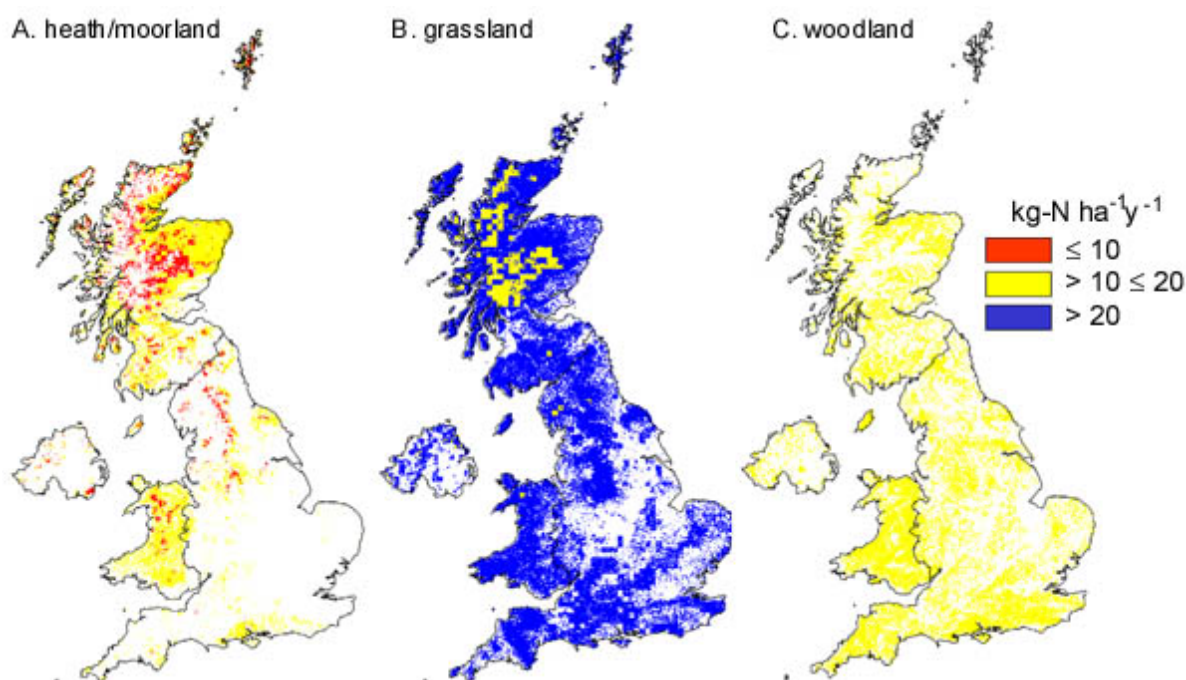 A. heath/moorland
B. grassland
C. woodland
kg-N ha⁻¹y⁻¹
≤ 10
> 10 ≤ 20
> 20